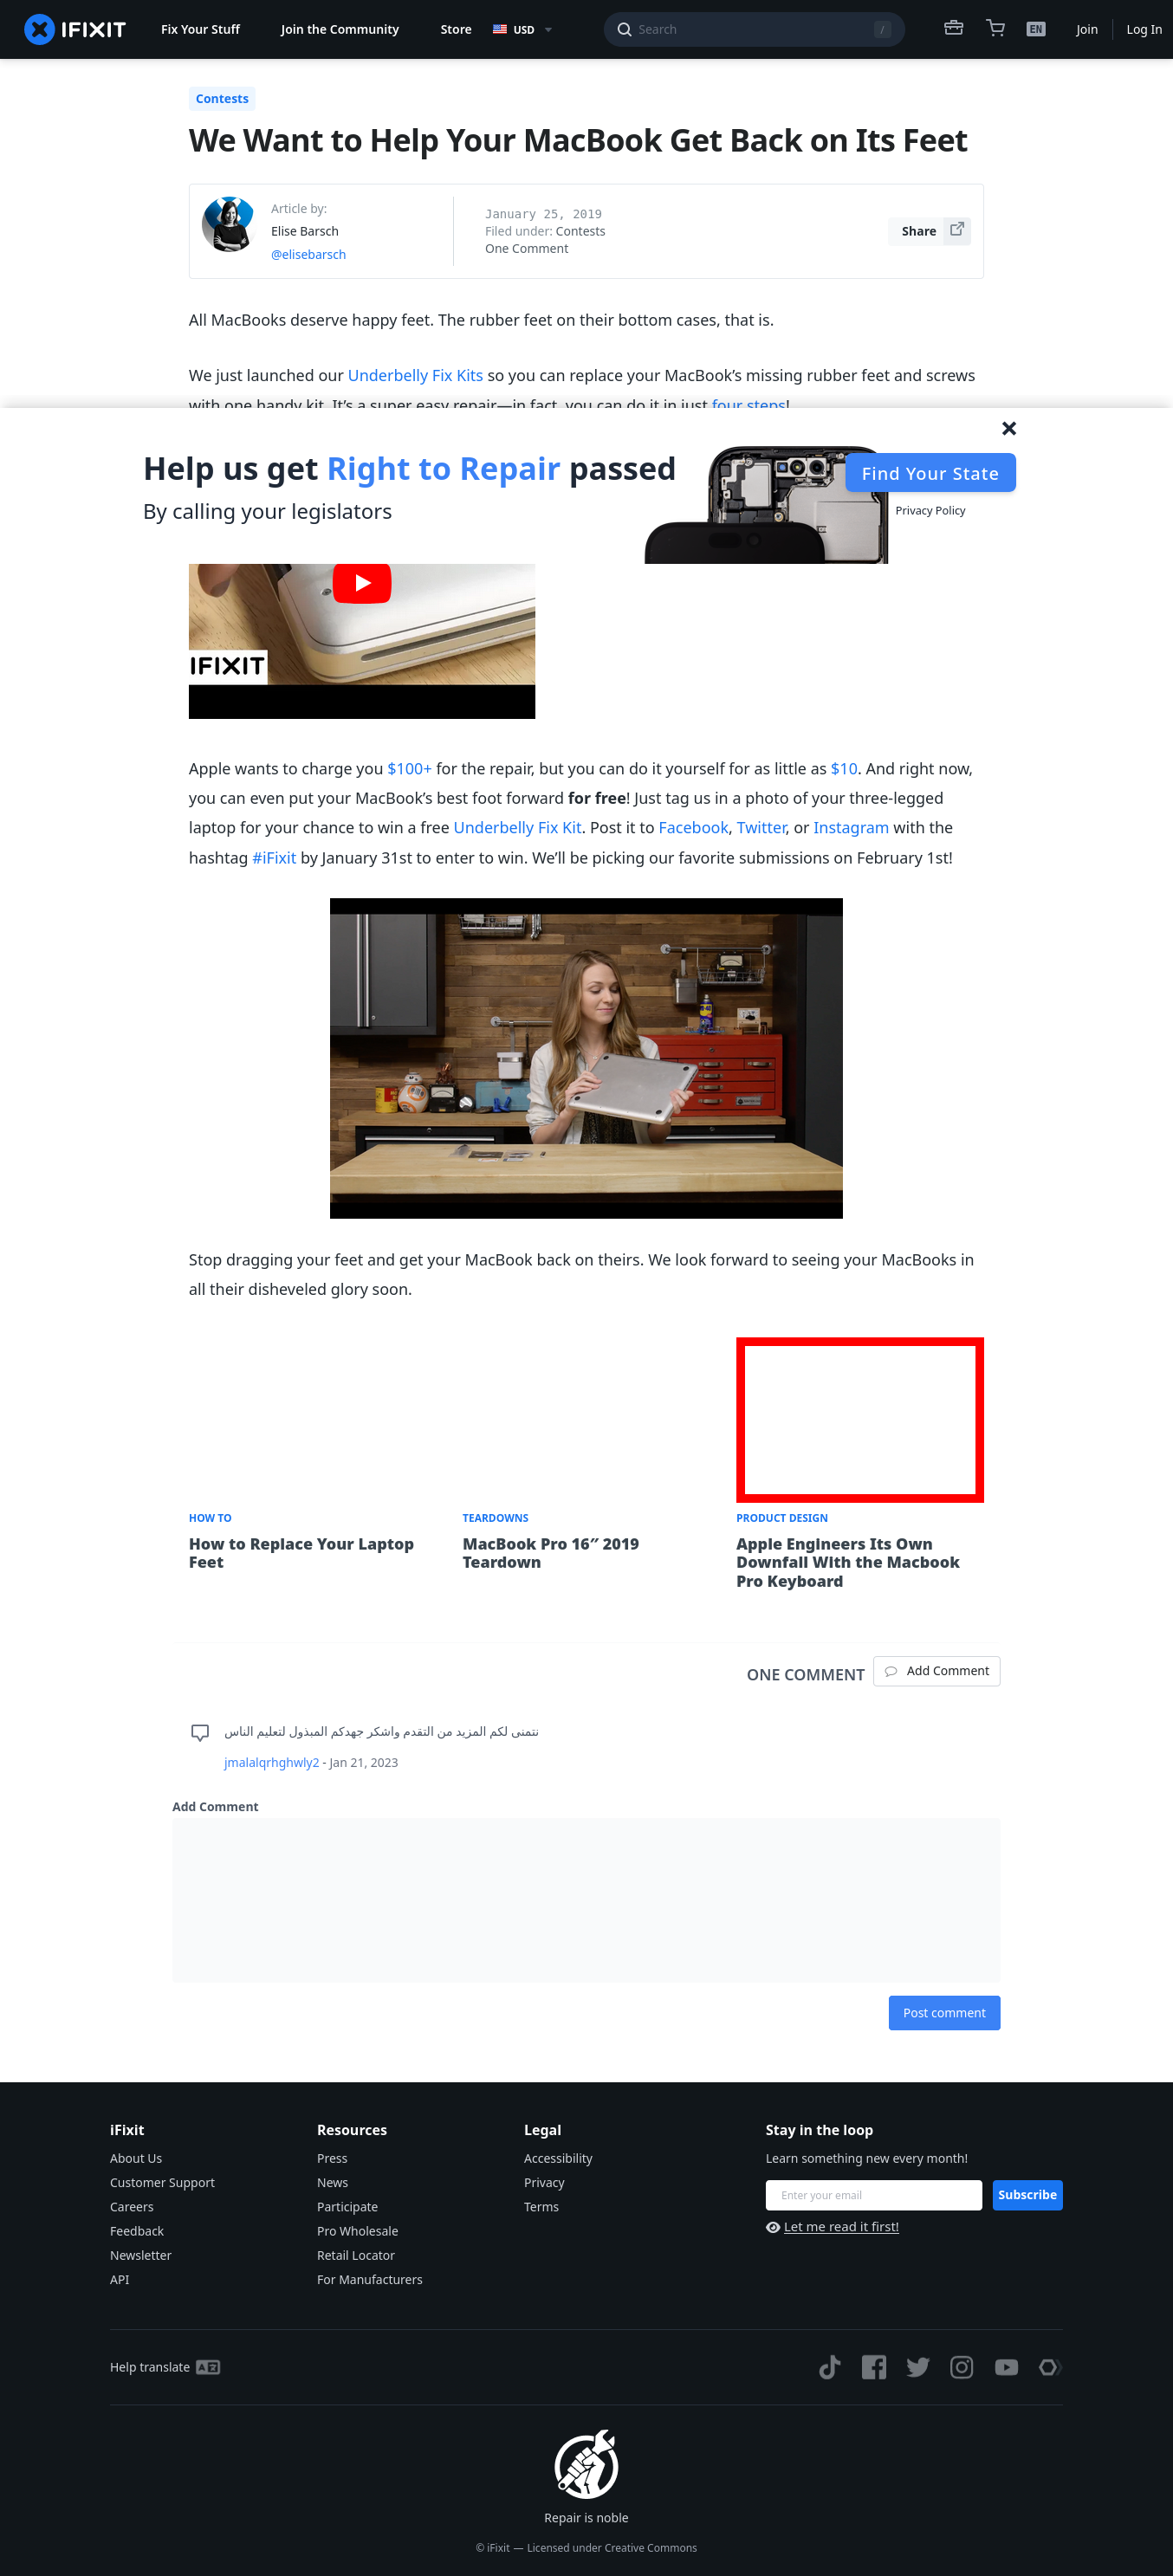 IFIXIT
Fix Your Stuff
Join the Community
Store
USD
Search
/
EN
Join
Log In
Contests
We Want to Help Your MacBook Get Back on Its Feet
Article by:
Elise Barsch
@elisebarsch
January 25, 2019
Filed under: Contests
One Comment
Share
All MacBooks deserve happy feet. The rubber feet on their bottom cases, that is.
We just launched our Underbelly Fix Kits so you can replace your MacBook’s missing rubber feet and screws
with one handy kit. It’s a super easy repair—in fact, you can do it in just four steps!
Help us get Right to Repair passed
By calling your legislators
Find Your State
Privacy Policy
IFIXIT
Apple wants to charge you $100+ for the repair, but you can do it yourself for as little as $10. And right now,
you can even put your MacBook’s best foot forward for free! Just tag us in a photo of your three-legged
laptop for your chance to win a free Underbelly Fix Kit. Post it to Facebook, Twitter, or Instagram with the
hashtag #iFixit by January 31st to enter to win. We’ll be picking our favorite submissions on February 1st!
Stop dragging your feet and get your MacBook back on theirs. We look forward to seeing your MacBooks in
all their disheveled glory soon.
HOW TO
How to Replace Your Laptop
Feet
TEARDOWNS
MacBook Pro 16″ 2019
Teardown
PRODUCT DESIGN
Apple Engineers Its Own
Downfall With the Macbook
Pro Keyboard
ONE COMMENT
Add Comment
نتمنى لكم المزيد من التقدم واشكر جهدكم المبذول لتعليم الناس
jmalalqrhghwly2 - Jan 21, 2023
Add Comment
Post comment
iFixit
About Us
Customer Support
Careers
Feedback
Newsletter
API
Resources
Press
News
Participate
Pro Wholesale
Retail Locator
For Manufacturers
Legal
Accessibility
Privacy
Terms
Stay in the loop
Learn something new every month!
Enter your email
Subscribe
Let me read it first!
Help translate
Repair is noble
© iFixit — Licensed under Creative Commons